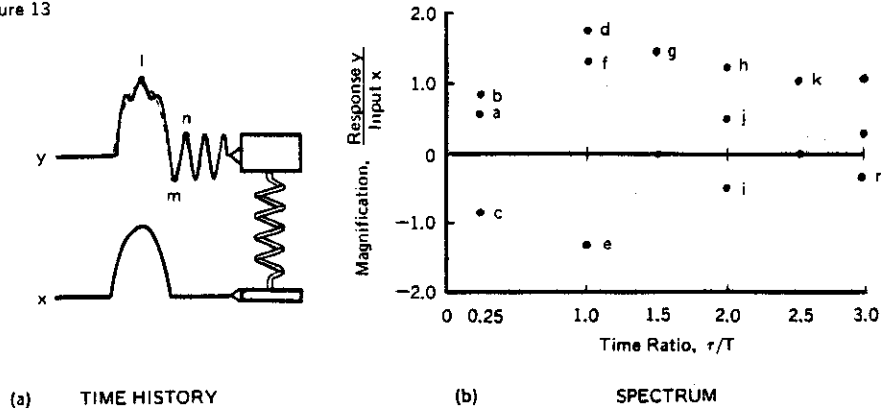 ure 13
l
n
y
m
x
(a) TIME HISTORY
Magnification, Response y / Input x
2.0
1.0
0
-1.0
-2.0
d
f
g
h
k
b
a
j
c
i
e
r
0 0.25 1.0 1.5 2.0 2.5 3.0
Time Ratio, τ/T
(b) SPECTRUM